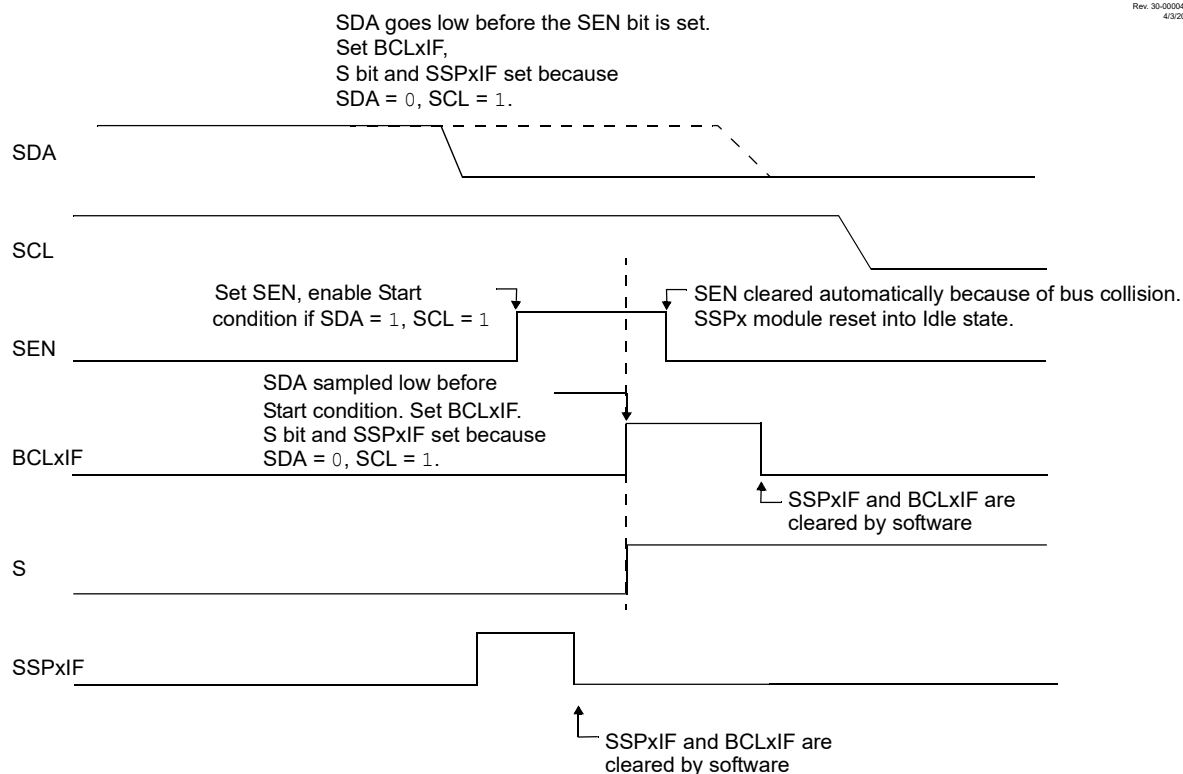 Rev. 30-00004
4/3/20
SDA goes low before the SEN bit is set.
Set BCLxIF,
S bit and SSPxIF set because
SDA = 0, SCL = 1.
SDA
SCL
Set SEN, enable Start
condition if SDA = 1, SCL = 1
SEN cleared automatically because of bus collision.
SSPx module reset into Idle state.
SEN
SDA sampled low before
Start condition. Set BCLxIF.
S bit and SSPxIF set because
SDA = 0, SCL = 1.
BCLxIF
SSPxIF and BCLxIF are
cleared by software
S
SSPxIF
SSPxIF and BCLxIF are
cleared by software